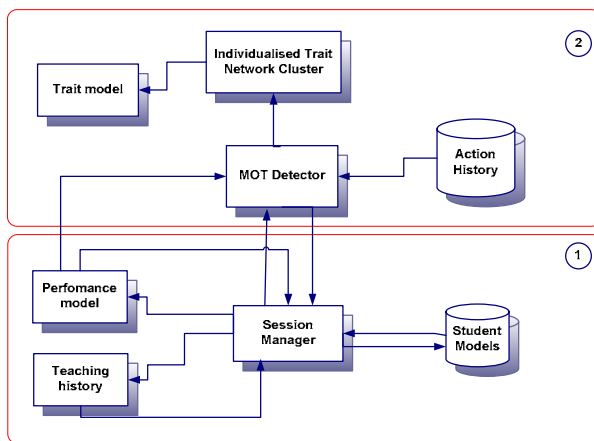 Individualised Trait
Network Cluster
2
Trait model
MOT Detector
Action
History
1
Perfomance
model
Session
Manager
Student
Models
Teaching
history